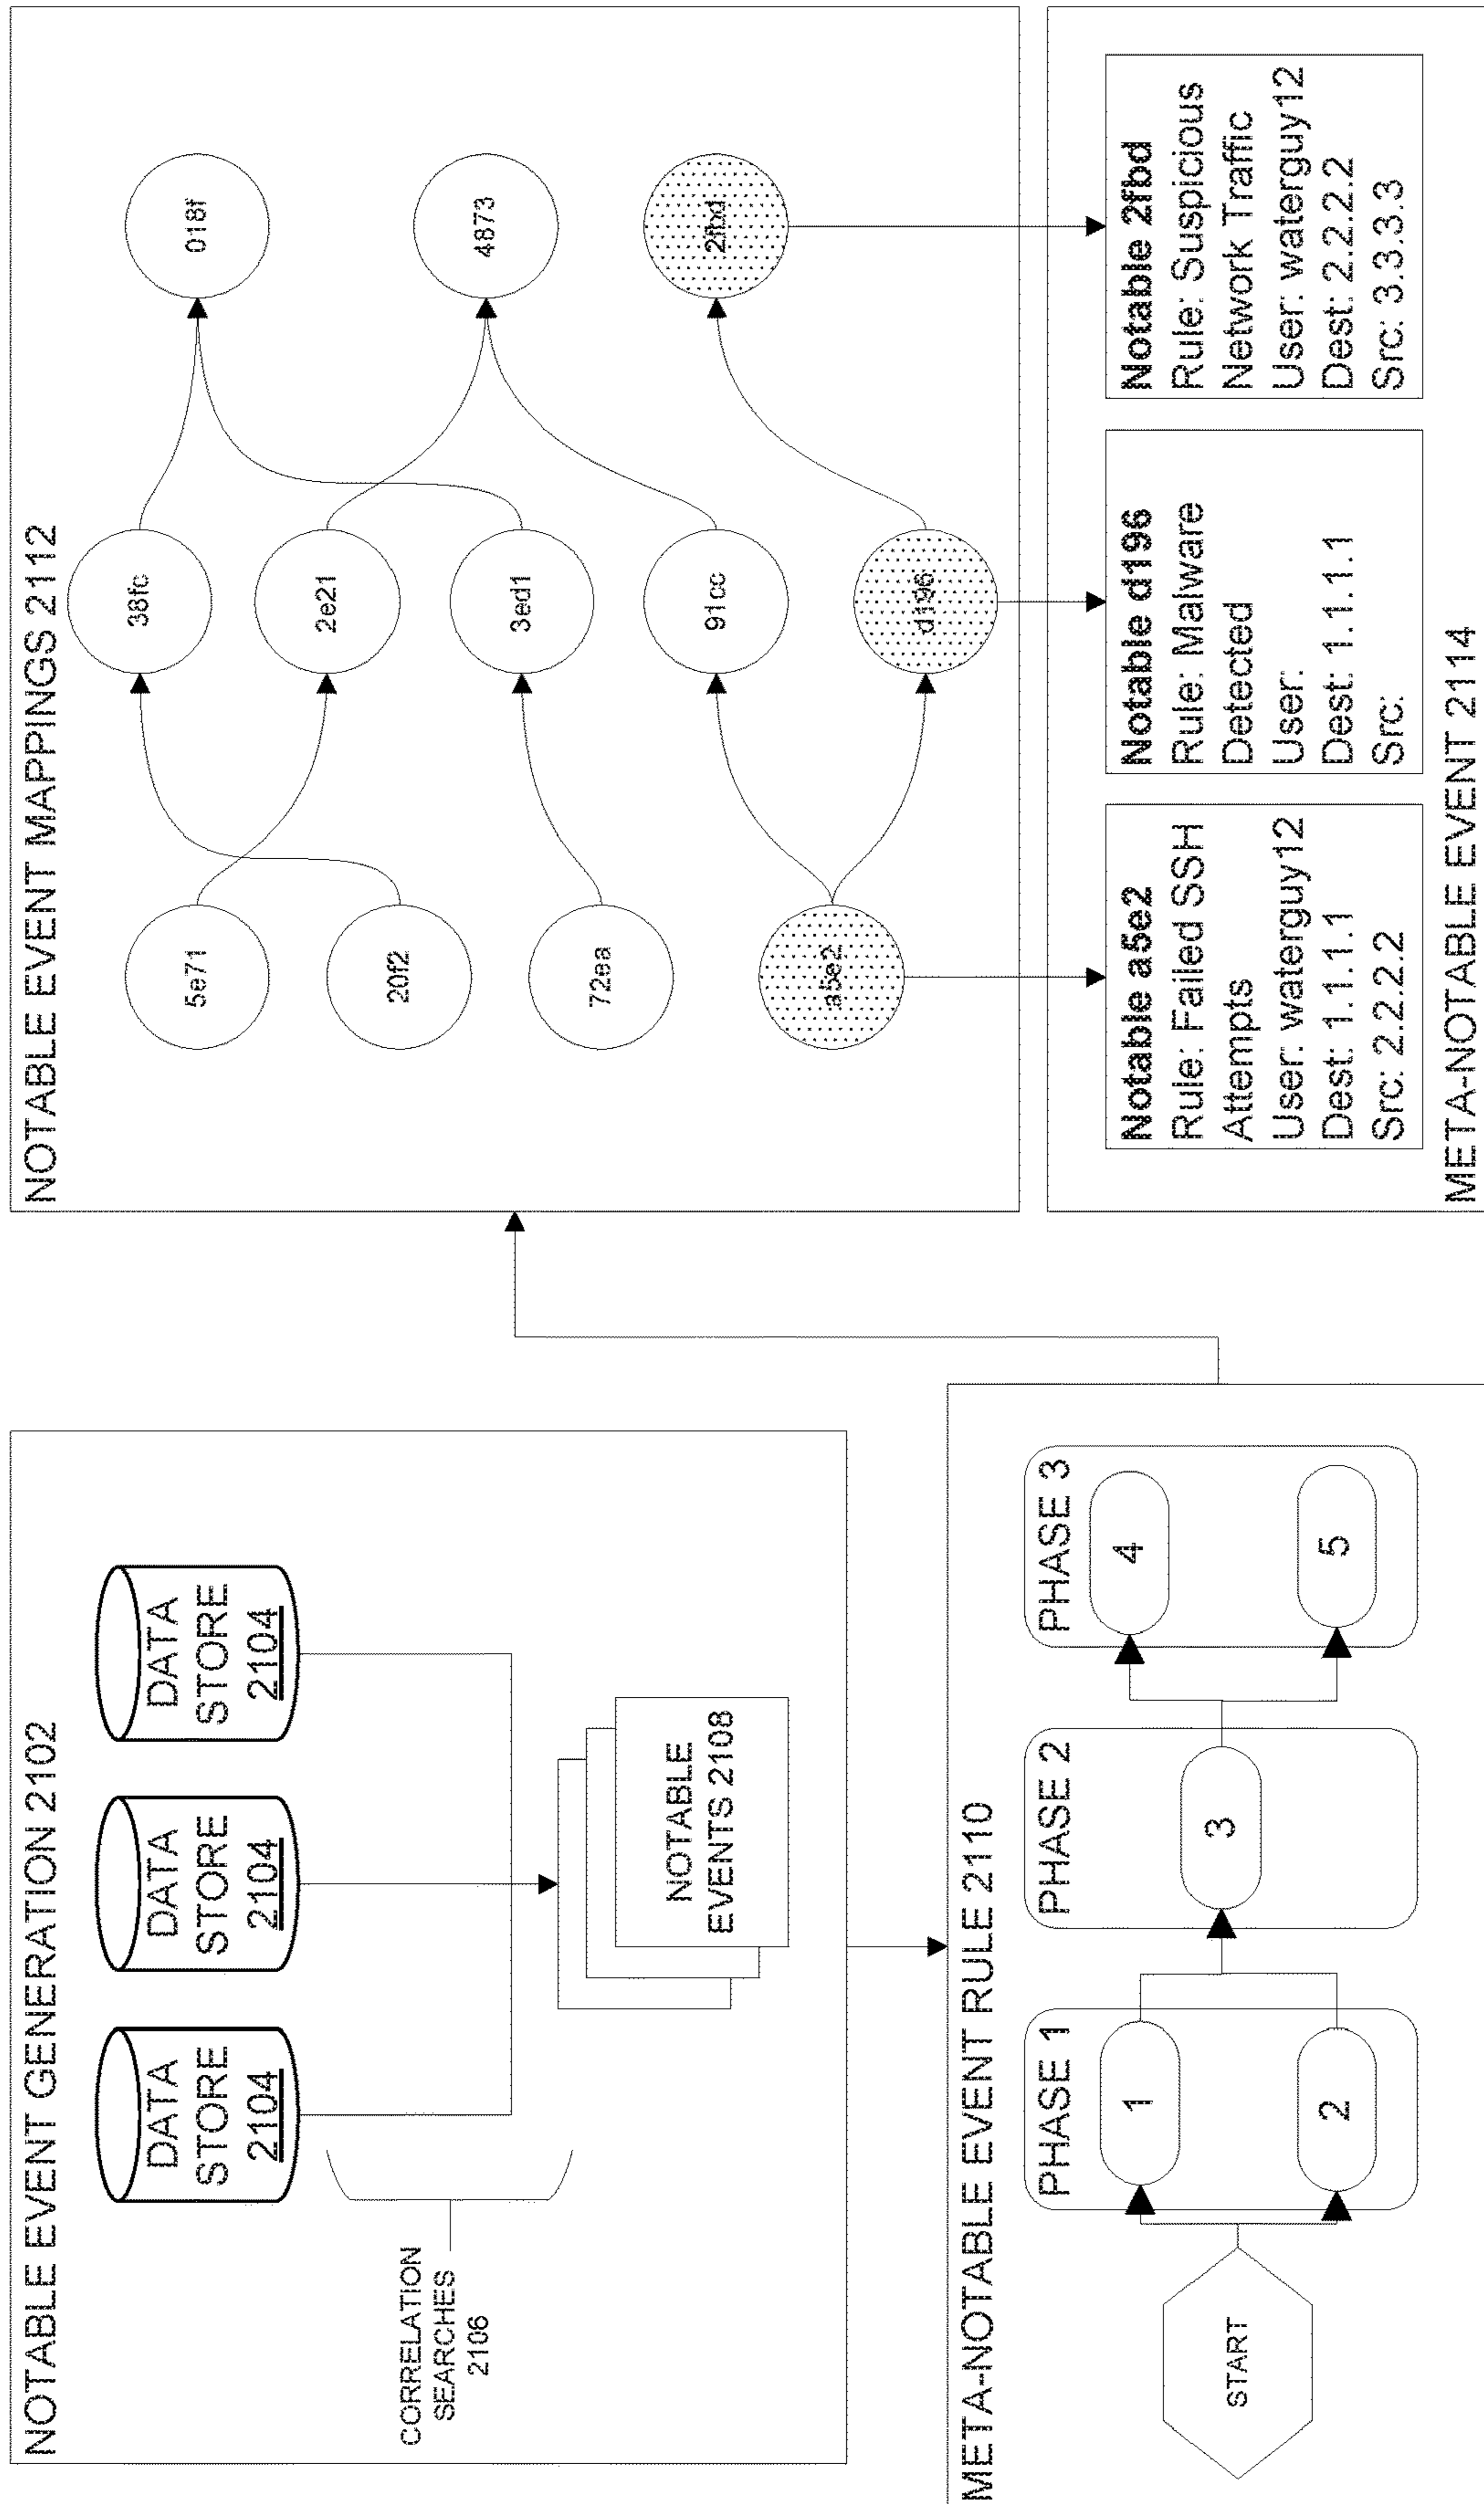 NOTABLE EVENT GENERATION 2102
DATA
STORE
2104
DATA
STORE
2104
DATA
STORE
2104
CORRELATION
SEARCHES
2106
NOTABLE
EVENTS 2108
META-NOTABLE EVENT RULE 2110
START
PHASE 1
1
2
PHASE 2
3
PHASE 3
4
5
NOTABLE EVENT MAPPINGS 2112
5e71
20f2
72ea
a5e2
38fc
2e21
3ed1
91cc
d196
018f
4873
2fbd
Notable a5e2
Rule: Failed SSH
Attempts
User: waterguy12
Dest: 1.1.1.1
Src: 2.2.2.2
Notable d196
Rule: Malware
Detected
User:
Dest: 1.1.1.1
Src:
Notable 2fbd
Rule: Suspicious
Network Traffic
User: waterguy12
Dest: 2.2.2.2
Src: 3.3.3.3
META-NOTABLE EVENT 2114